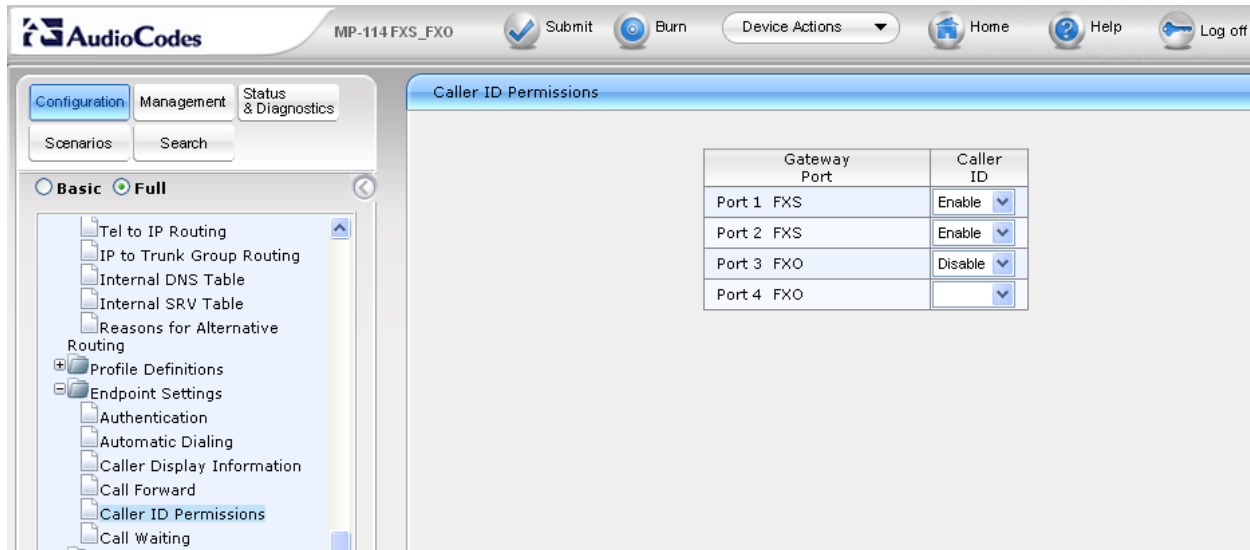 AudioCodes
MP-114 FXS_FXO
Submit
Burn
Device Actions
Home
Help
Log off
Configuration
Management
Status
& Diagnostics
Scenarios
Search
Basic
Full
Tel to IP Routing
IP to Trunk Group Routing
Internal DNS Table
Internal SRV Table
Reasons for Alternative
Routing
Profile Definitions
Endpoint Settings
Authentication
Automatic Dialing
Caller Display Information
Call Forward
Caller ID Permissions
Call Waiting
Caller ID Permissions
Gateway
Port
Caller
ID
Port 1 FXS
Enable
Port 2 FXS
Enable
Port 3 FXO
Disable
Port 4 FXO